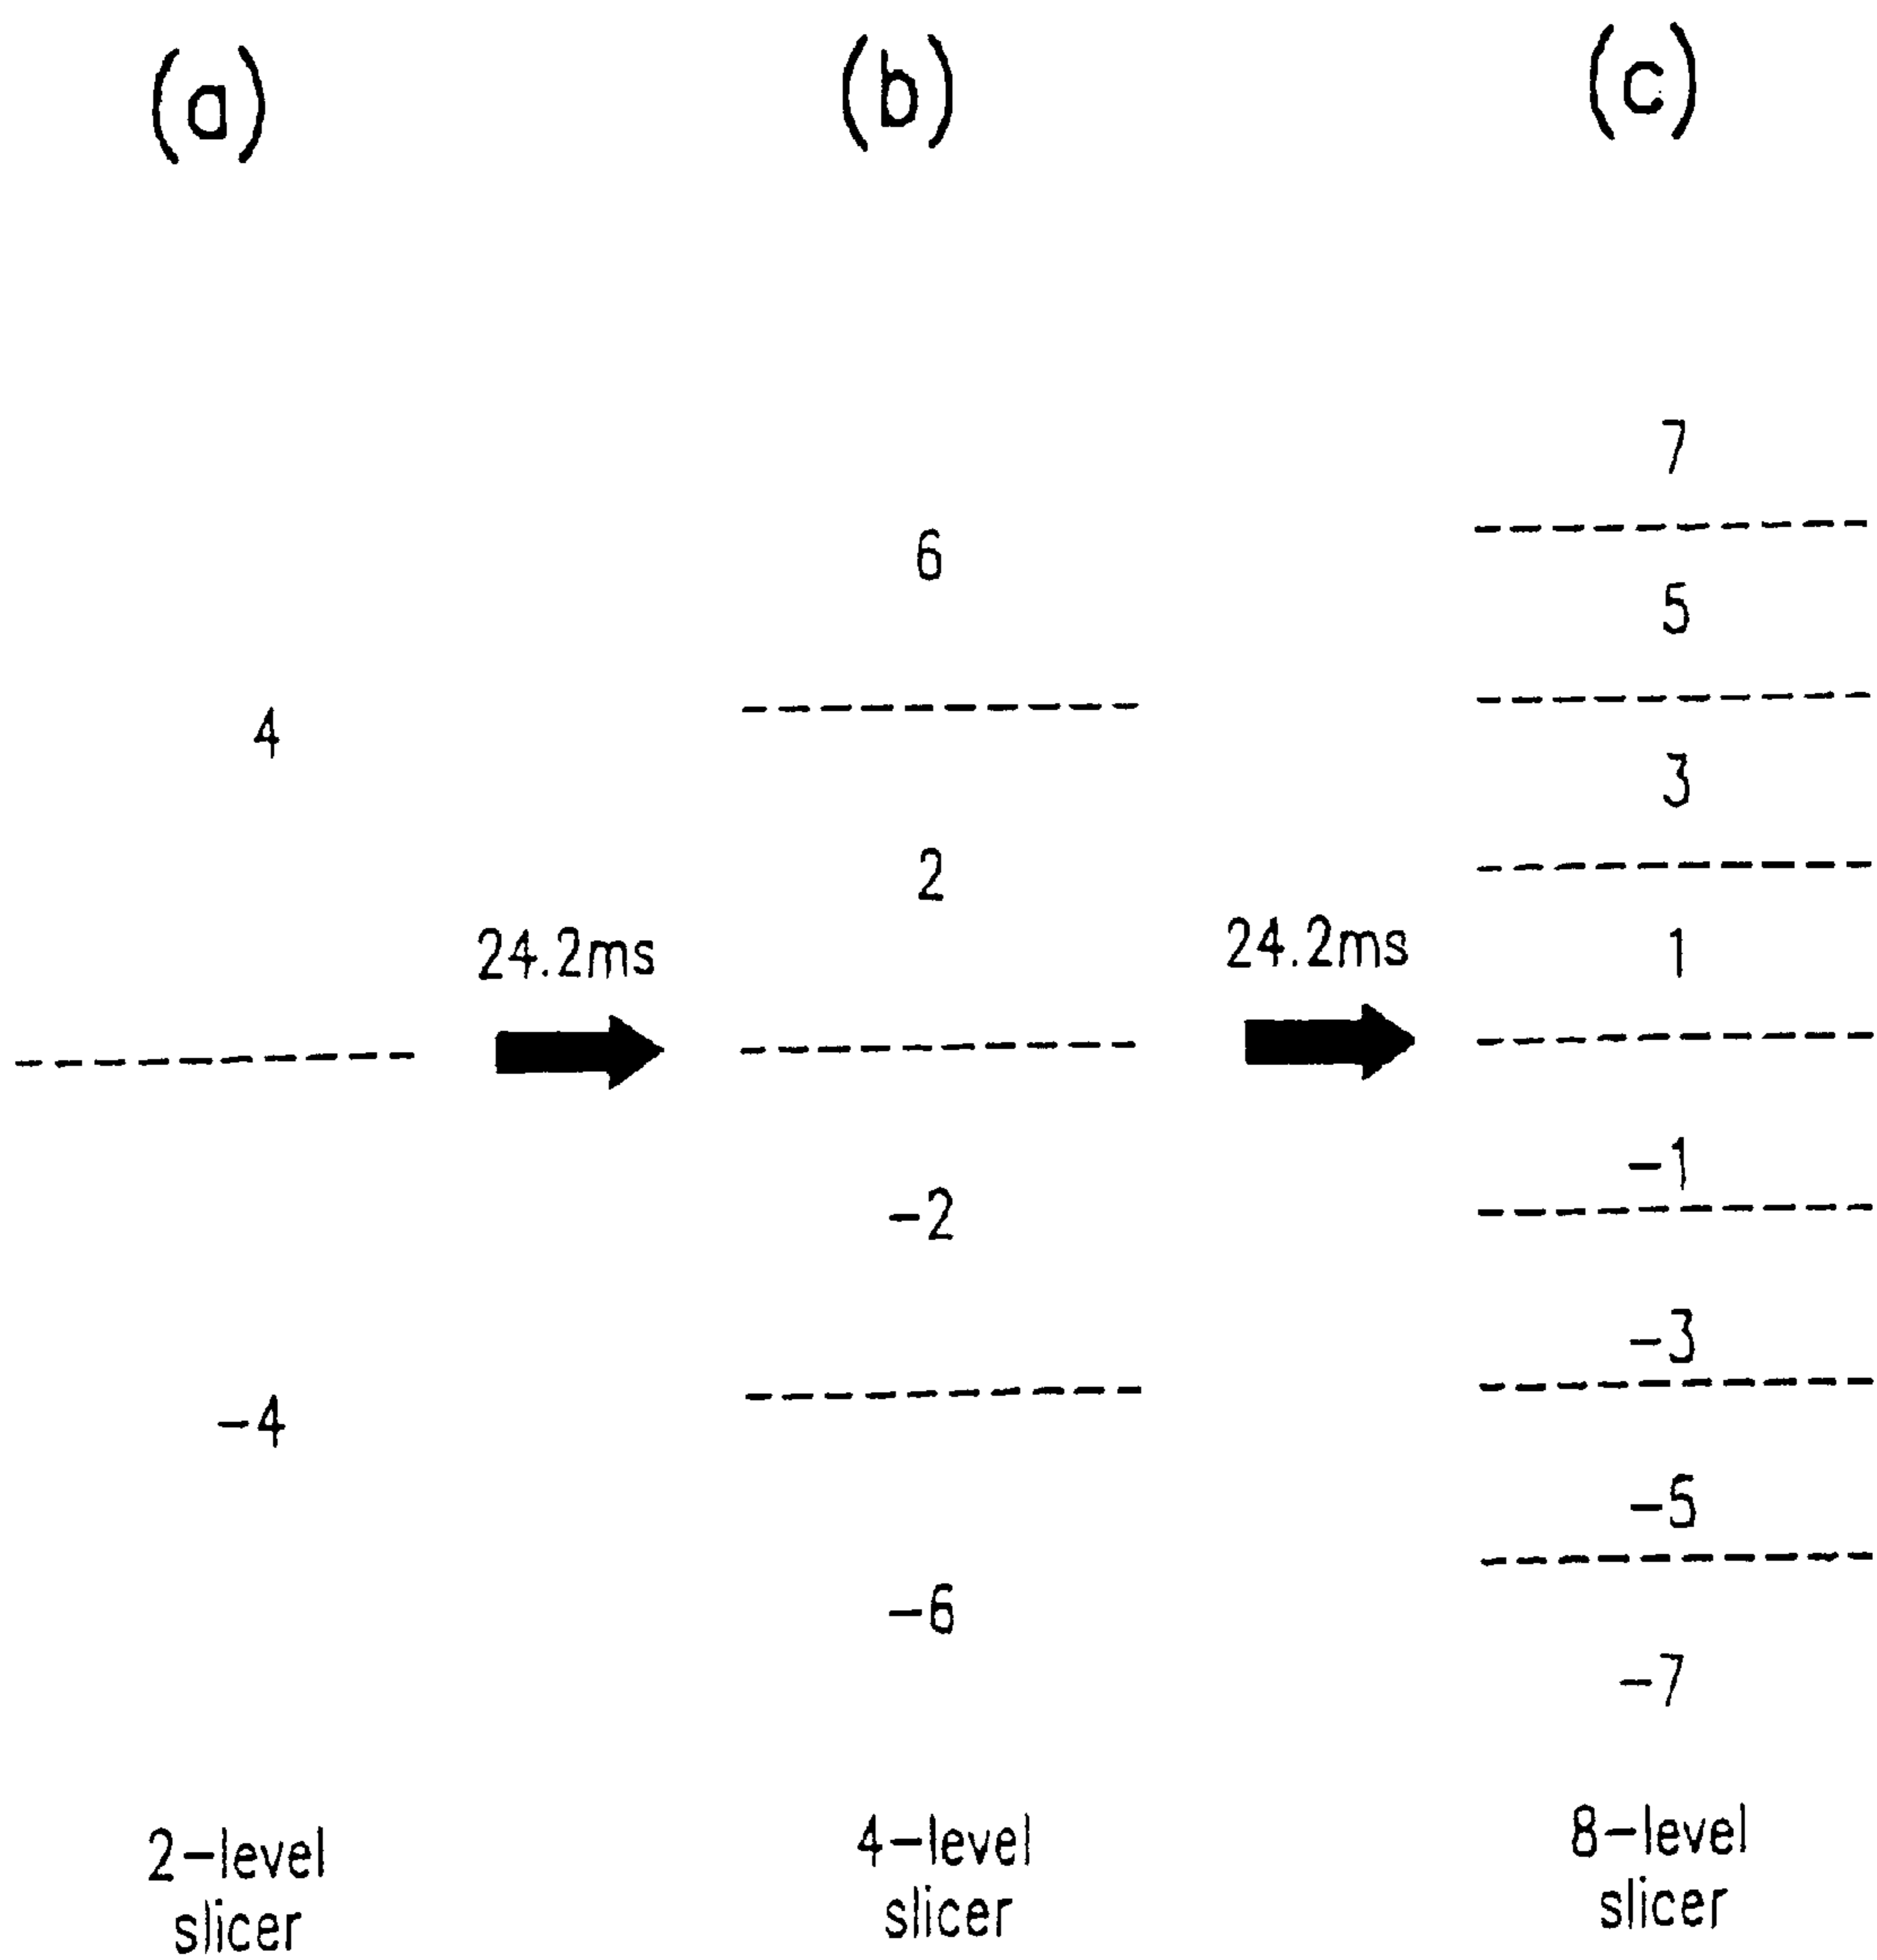 (a)
(b)
(c)
4
-4
2-level
slicer
24.2ms
6
2
-2
-6
4-level
slicer
24.2ms
7
5
3
1
-1
-3
-5
-7
8-level
slicer